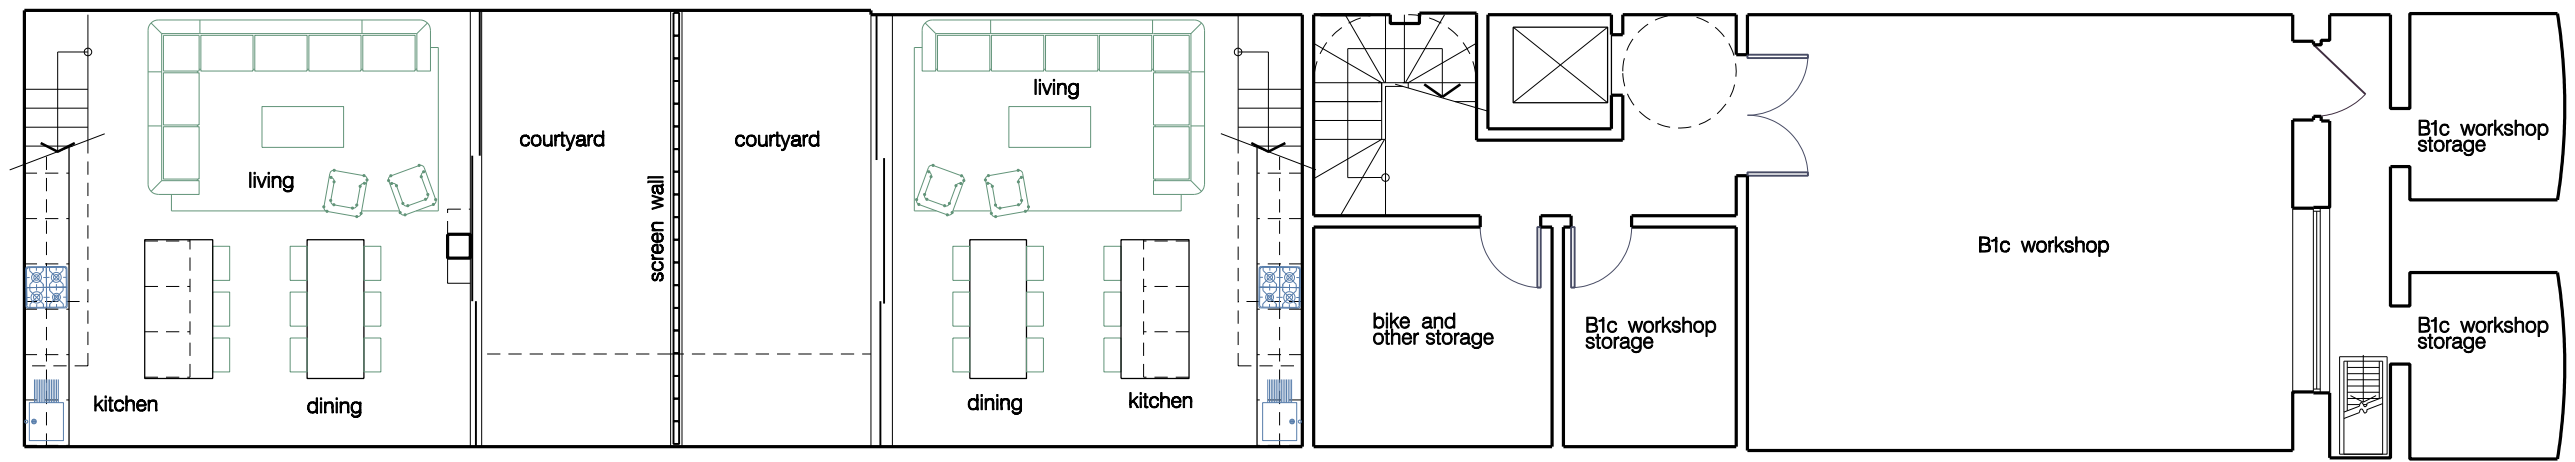 living
kitchen
dining
courtyard
screen wall
courtyard
living
dining
kitchen
bike and
other storage
B1c workshop
storage
B1c workshop
B1c workshop
storage
B1c workshop
storage